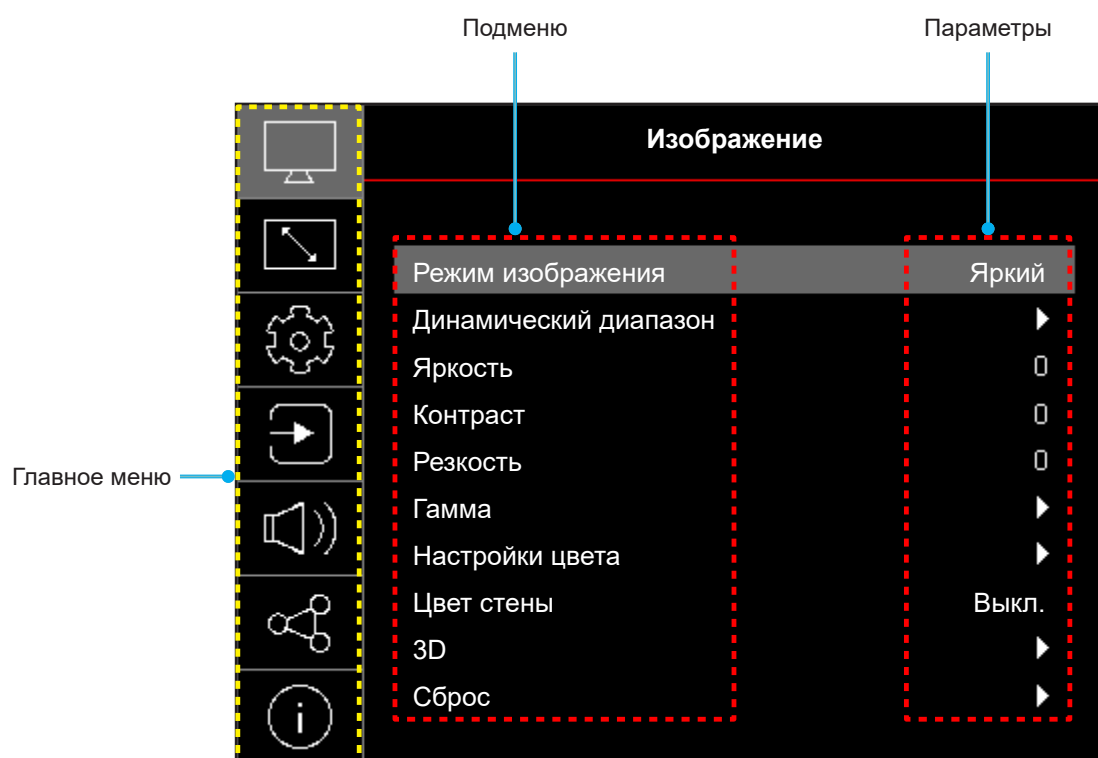 Подменю
Параметры
Изображение
Режим изображения Яркий
Динамический диапазон
Яркость 0
Контраст 0
Резкость 0
Главное меню
Гамма
Настройки цвета
Цвет стены Выкл.
3D
Сброс
i